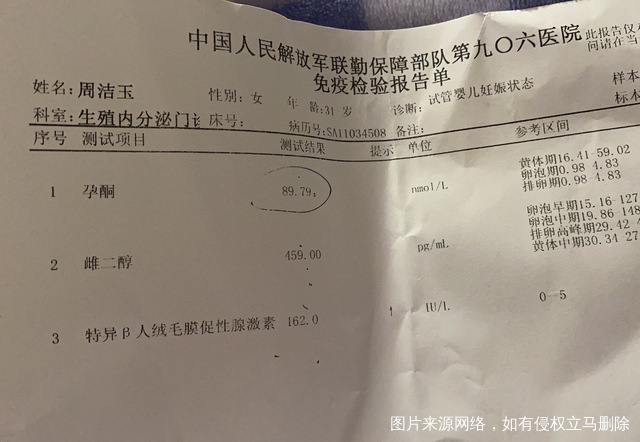 中国人民解放军联勤保障部队第九〇六医院
此报告仅
免疫检验报告单
问请在当
姓名:周洁玉 性别:女 年 龄:31 岁 诊断:试管婴儿妊娠状态 样本
科室:生殖内分泌门诊 床号: 病历号:SA11034508 备注: 标本
序号 测试项目 测试结果 提示 单位 参考区间
1 孕酮 89.79 nmol/L 黄体期16.41-59.02
卵泡期0.98-4.83
排卵期0.98-4.83
2 雌二醇 459.00 pg/mL 卵泡早期15.16-127
卵泡中期19.86-148
排卵高峰期29.42-4
黄体中期30.34-27
3 特异β人绒毛膜促性腺激素 162.0 IU/L 0--5
图片来源网络，如有侵权立马删除